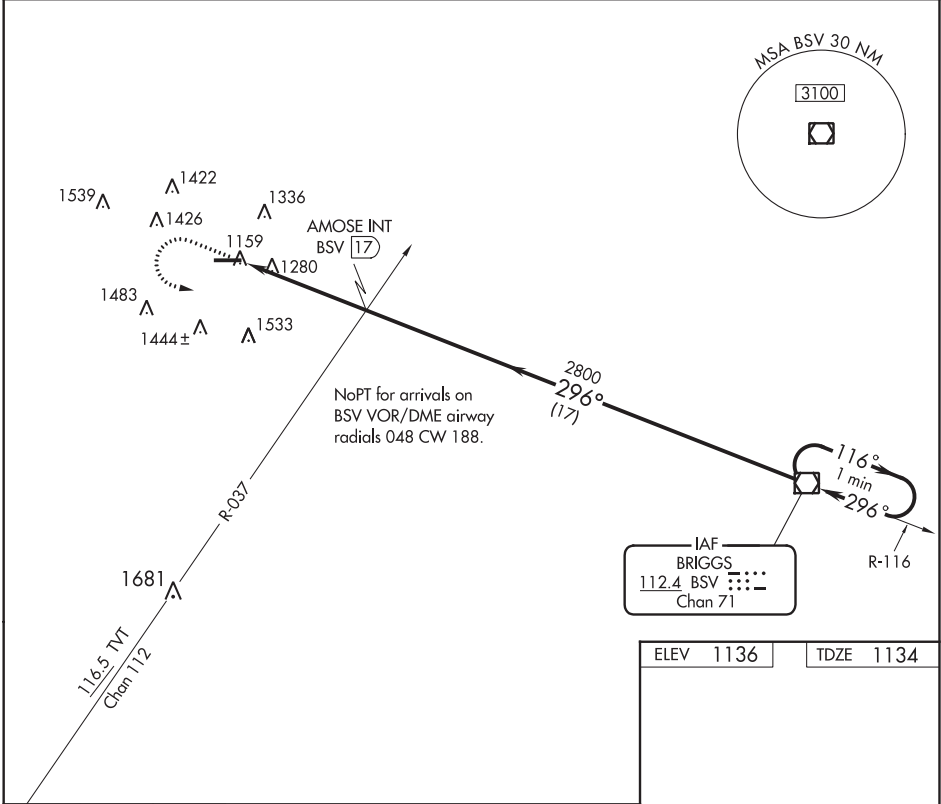 MSA BSV 30 NM
3100
1422
1539
1336
1426
AMOSE INT
BSV 17
1159
1280
1483
1444±
1533
2800
296°
(17)
NoPT for arrivals on
BSV VOR/DME airway
radials 048 CW 188.
116°
1 min
296°
R-116
R-037
IAF
BRIGGS
112.4 BSV
Chan 71
1681
116.5 TVT
Chan 112
ELEV 1136
TDZE 1134